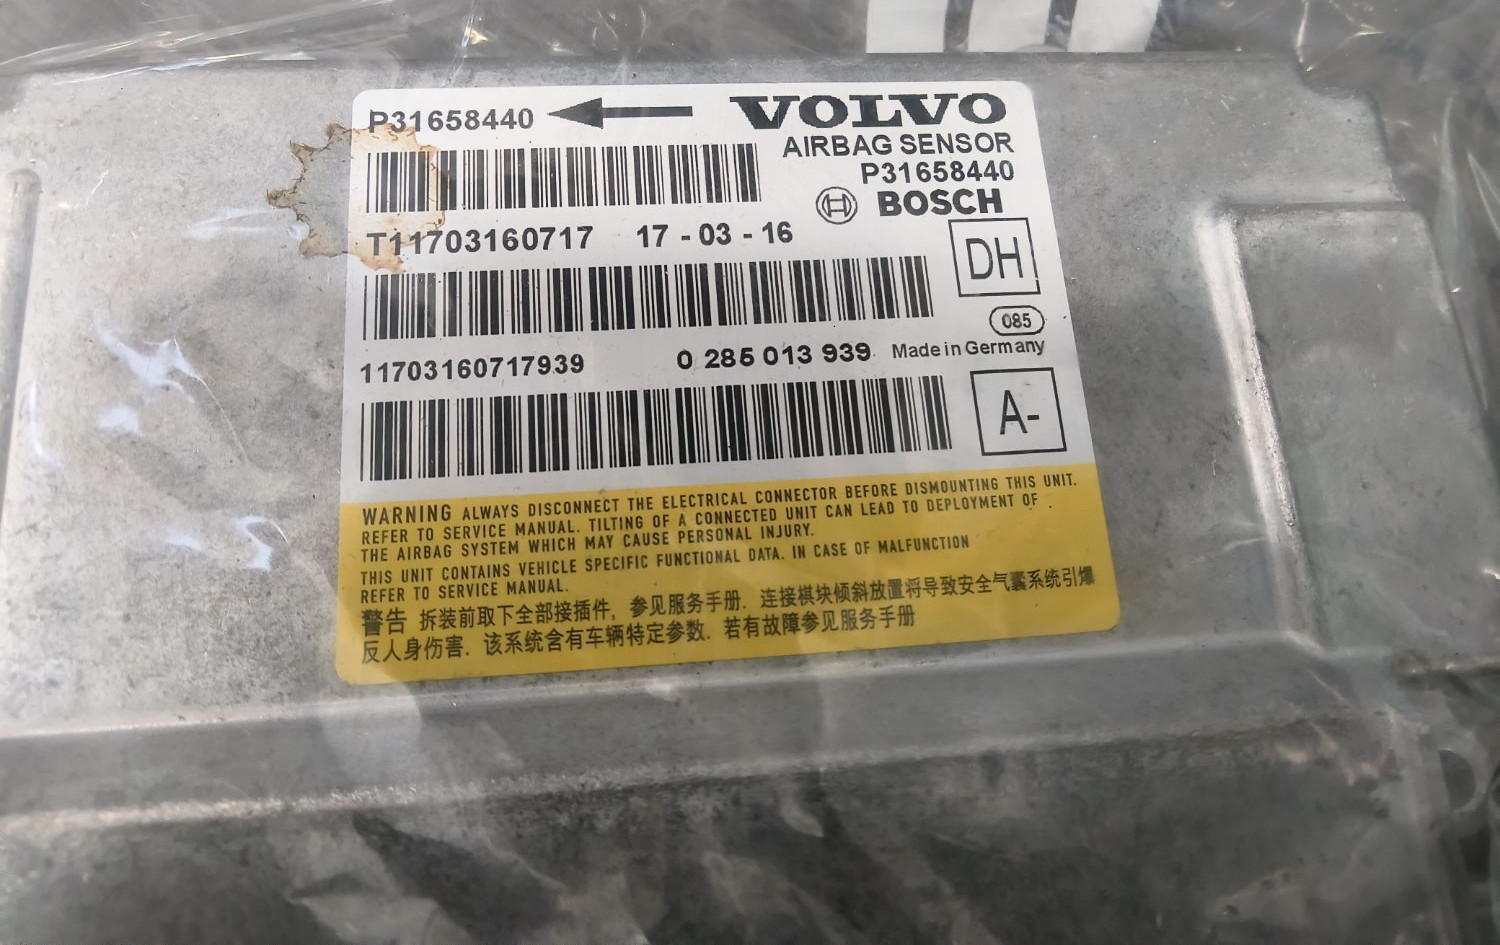 P31658440 VOLVO
AIRBAG SENSOR
P31658440
BOSCH
T11703160717 17 - 03 - 16
DH
085
11703160717939 0 285 013 939 Made in Germany
A-
WARNING ALWAYS DISCONNECT THE ELECTRICAL CONNECTOR BEFORE DISMOUNTING THIS UNIT.
REFER TO SERVICE MANUAL. TILTING OF A CONNECTED UNIT CAN LEAD TO DEPLOYMENT OF
THE AIRBAG SYSTEM WHICH MAY CAUSE PERSONAL INJURY.
THIS UNIT CONTAINS VEHICLE SPECIFIC FUNCTIONAL DATA. IN CASE OF MALFUNCTION
REFER TO SERVICE MANUAL.
警告 拆装前取下全部接插件, 参见服务手册. 连接模块倾斜放置将导致安全气囊系统引爆
反人身伤害. 该系统含有车辆特定参数. 若有故障参见服务手册